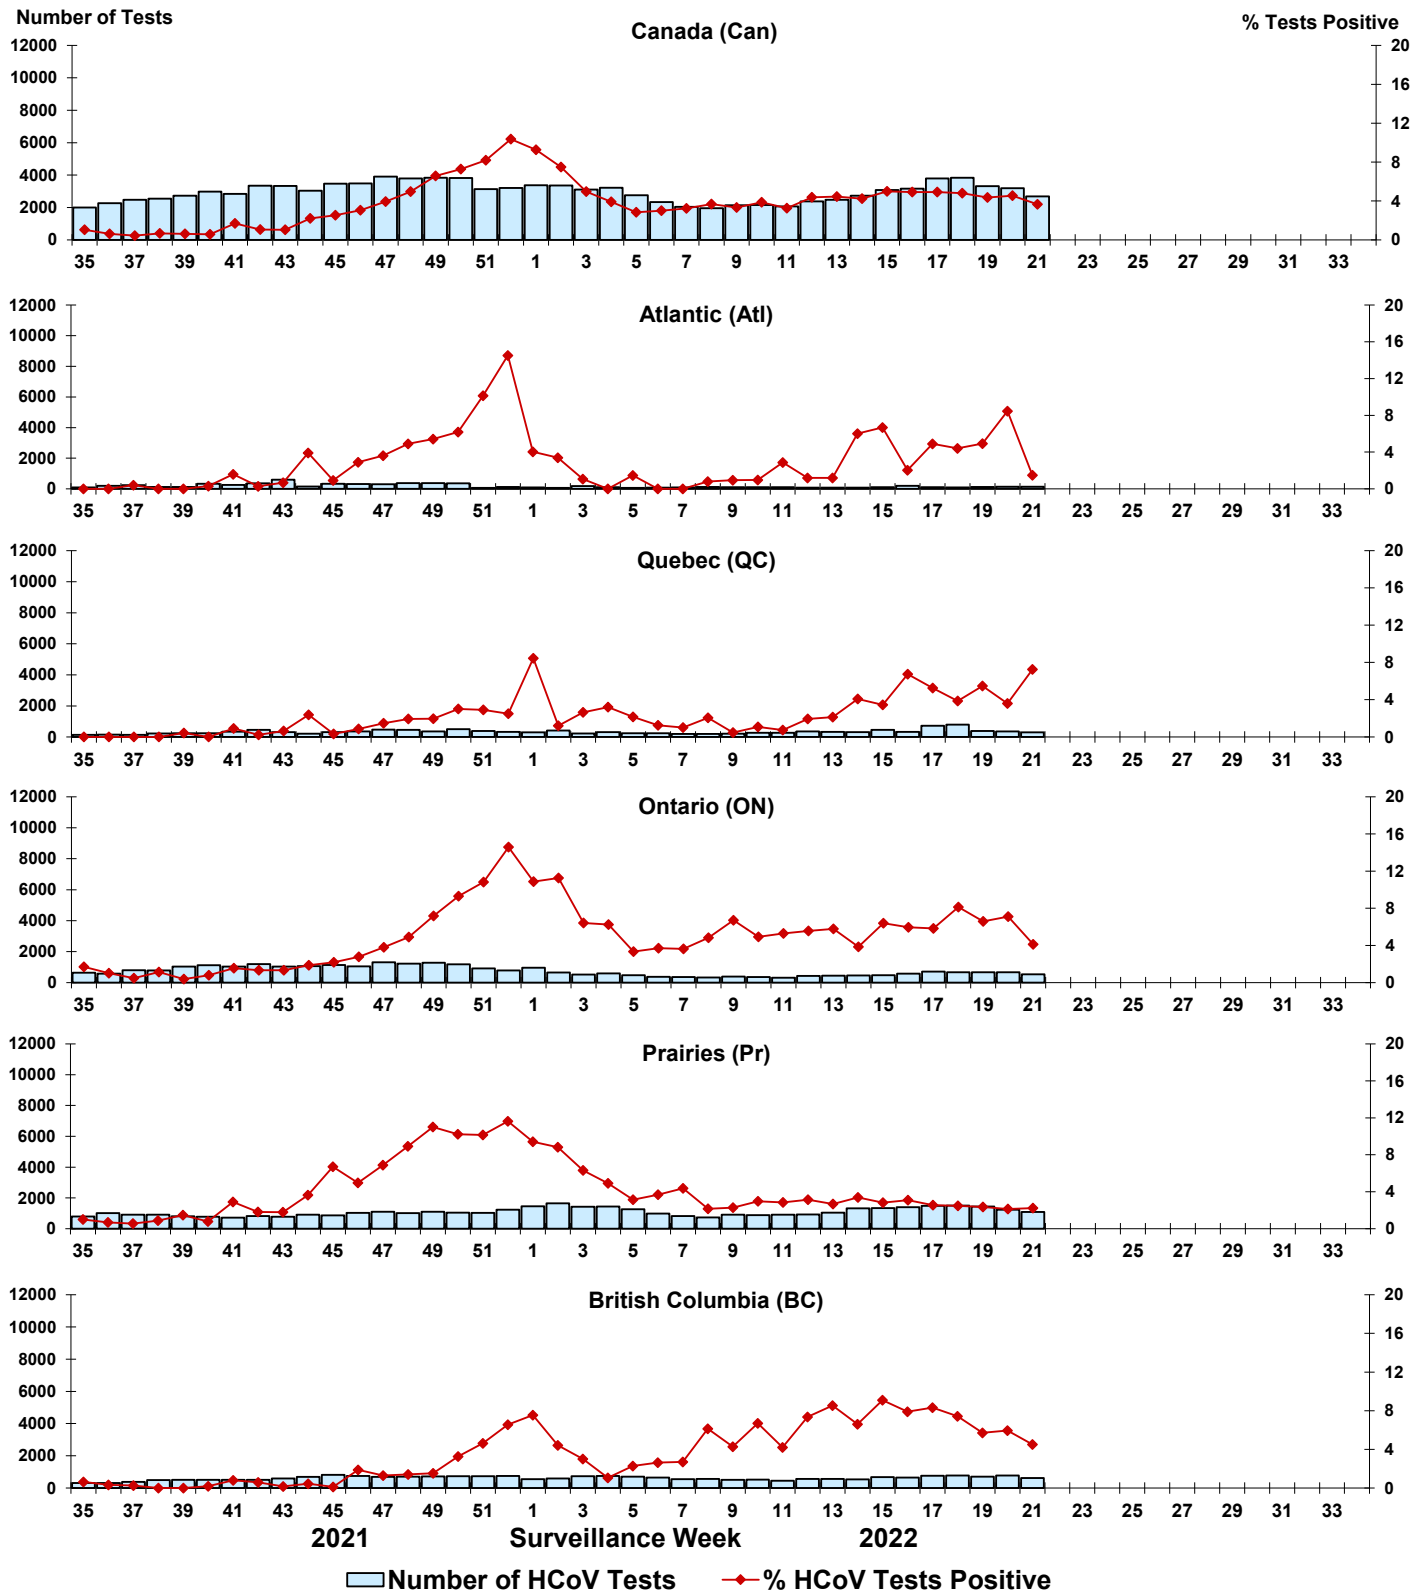 Number of Tests
Canada (Can)
% Tests Positive
12000 20
10000 16
8000 12
6000
4000 8
2000 4
0 0
35 37 39 41 43 45 47 49 51 1 3 5 7 9 11 13 15 17 19 21 23 25 27 29 31 33
Atlantic (Atl)
12000 20
10000 16
8000 12
6000
4000 8
2000 4
0 0
35 37 39 41 43 45 47 49 51 1 3 5 7 9 11 13 15 17 19 21 23 25 27 29 31 33
Quebec (QC)
12000 20
10000 16
8000 12
6000
4000 8
2000 4
0 0
35 37 39 41 43 45 47 49 51 1 3 5 7 9 11 13 15 17 19 21 23 25 27 29 31 33
Ontario (ON)
12000 20
10000 16
8000 12
6000
4000 8
2000 4
0 0
35 37 39 41 43 45 47 49 51 1 3 5 7 9 11 13 15 17 19 21 23 25 27 29 31 33
Prairies (Pr)
12000 20
10000 16
8000 12
6000
4000 8
2000 4
0 0
35 37 39 41 43 45 47 49 51 1 3 5 7 9 11 13 15 17 19 21 23 25 27 29 31 33
British Columbia (BC)
12000 20
10000 16
8000 12
6000
4000 8
2000 4
0 0
35 37 39 41 43 45 47 49 51 1 3 5 7 9 11 13 15 17 19 21 23 25 27 29 31 33
2021 Surveillance Week 2022
Number of HCoV Tests % HCoV Tests Positive